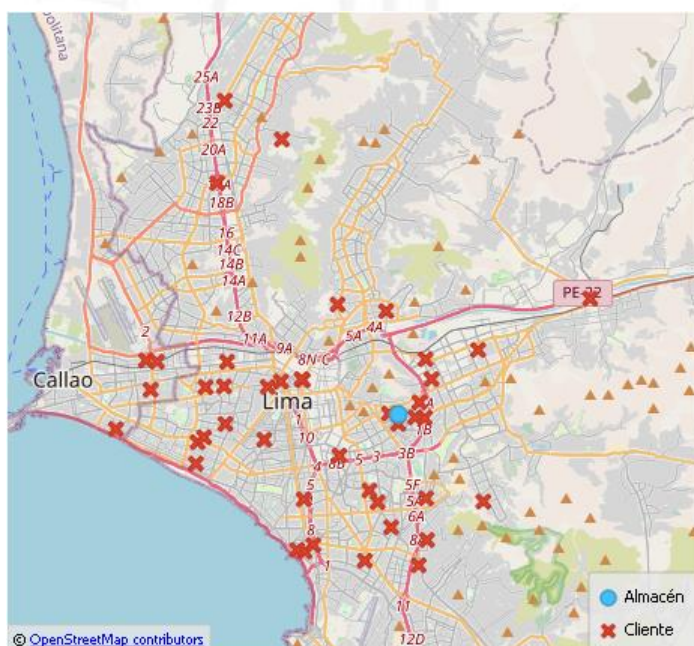 25A
23B
22
20A
18B
16
14C
14B
14A
12B
2
11A
9A
8N C
5A
4A
PE-22
Callao
Lima
1
10
1B
4
8B
5
3
3B
5
5F
5A
6A
8
8
1
11
12D
Almacén
Cliente
© OpenStreetMap contributors